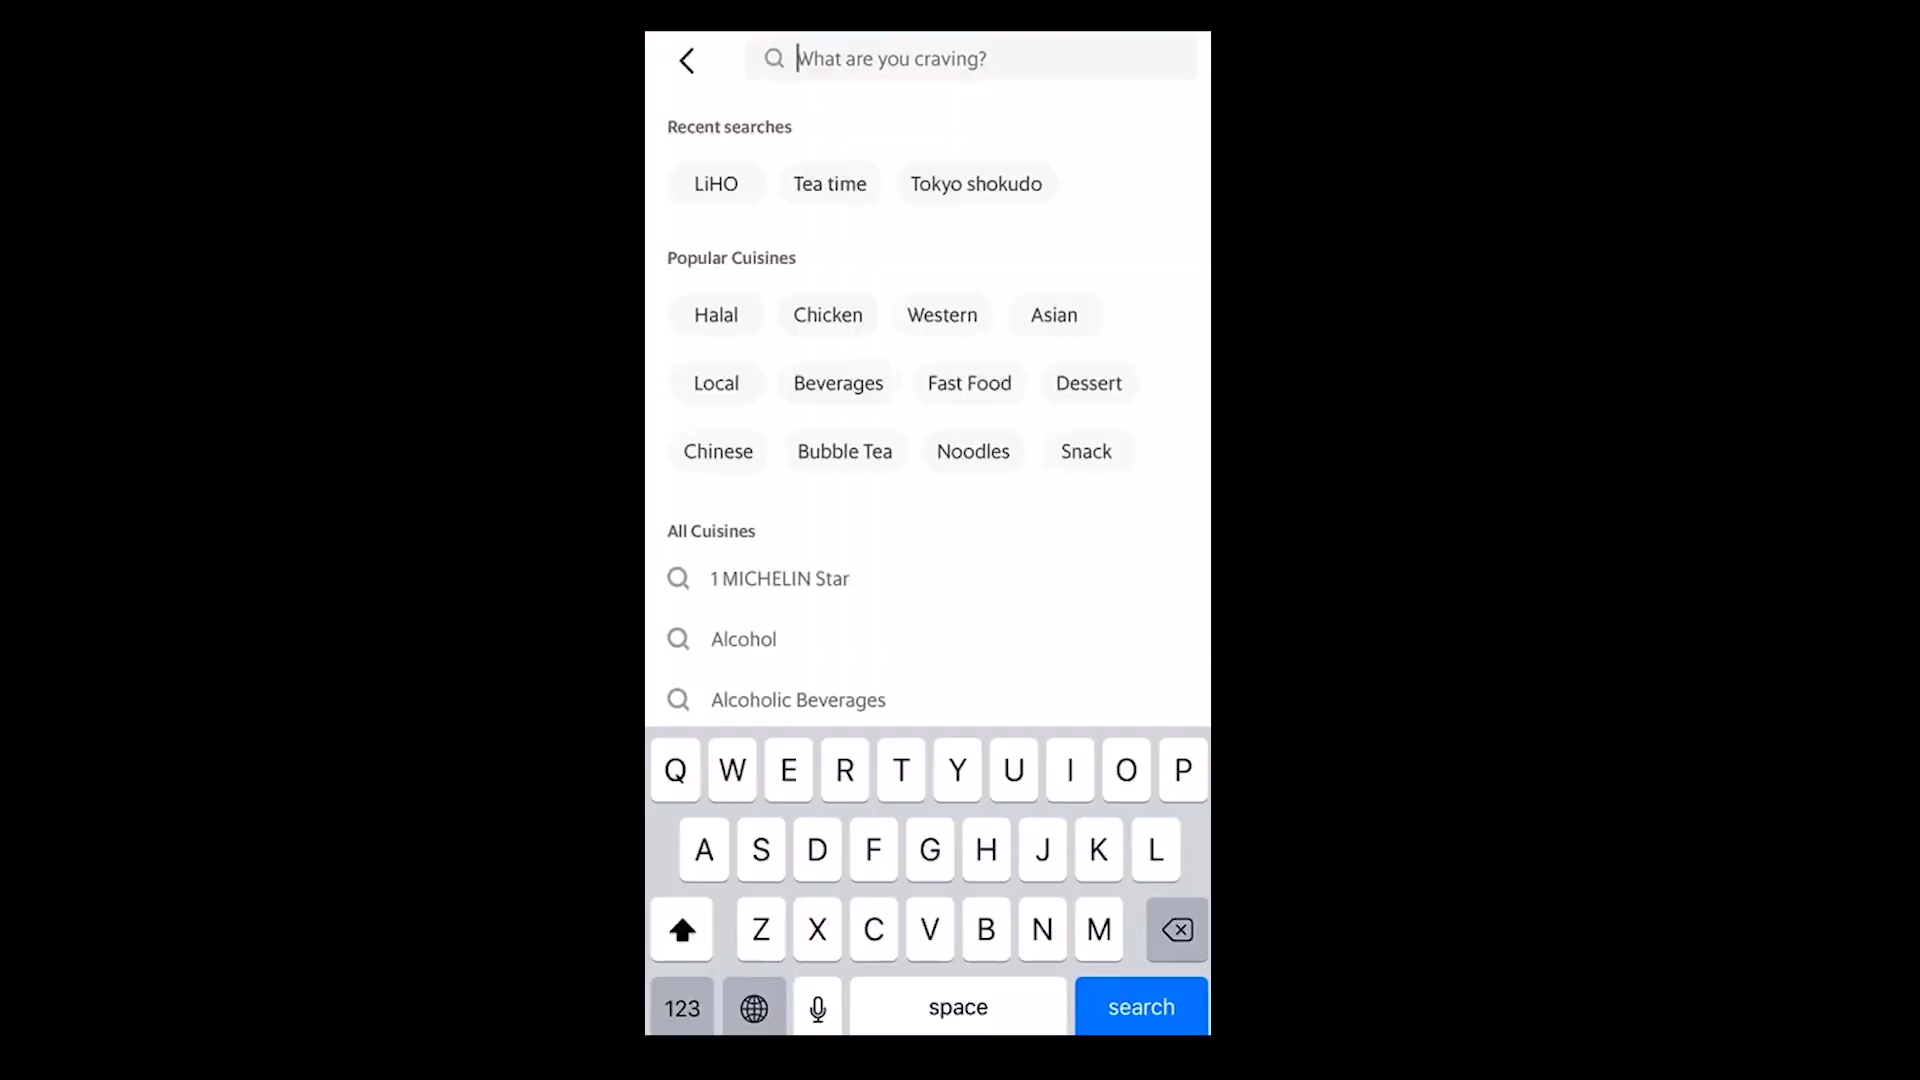 What are you craving?
Recent searches
LiHO Tea time Tokyo shokudo
Popular Cuisines
Halal Chicken Western Asian
Local Beverages Fast Food Dessert
Chinese Bubble Tea Noodles Snack
All Cuisines
1 MICHELIN Star
Alcohol
Alcoholic Beverages
Q W E R T Y U I O P
A S D F G H J K L
Z X C V B N M
123 space search